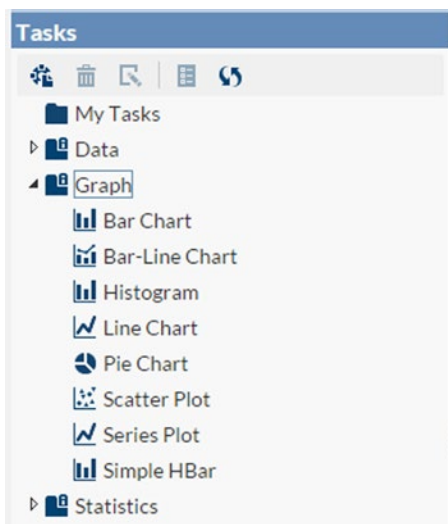 Tasks
My Tasks
Data
Graph
Bar Chart
Bar-Line Chart
Histogram
Line Chart
Pie Chart
Scatter Plot
Series Plot
Simple HBar
Statistics